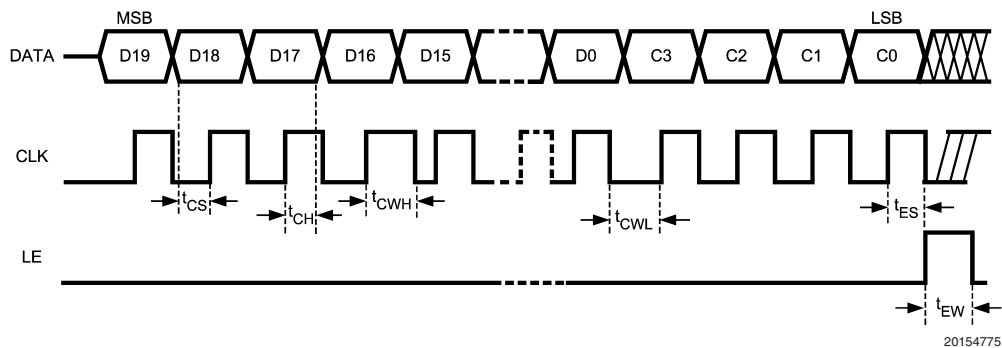 MSB LSB
DATA D19 D18 D17 D16 D15 D0 C3 C2 C1 C0
CLK
tCS tCH tCWH tCWL tES
LE
tEW
20154775